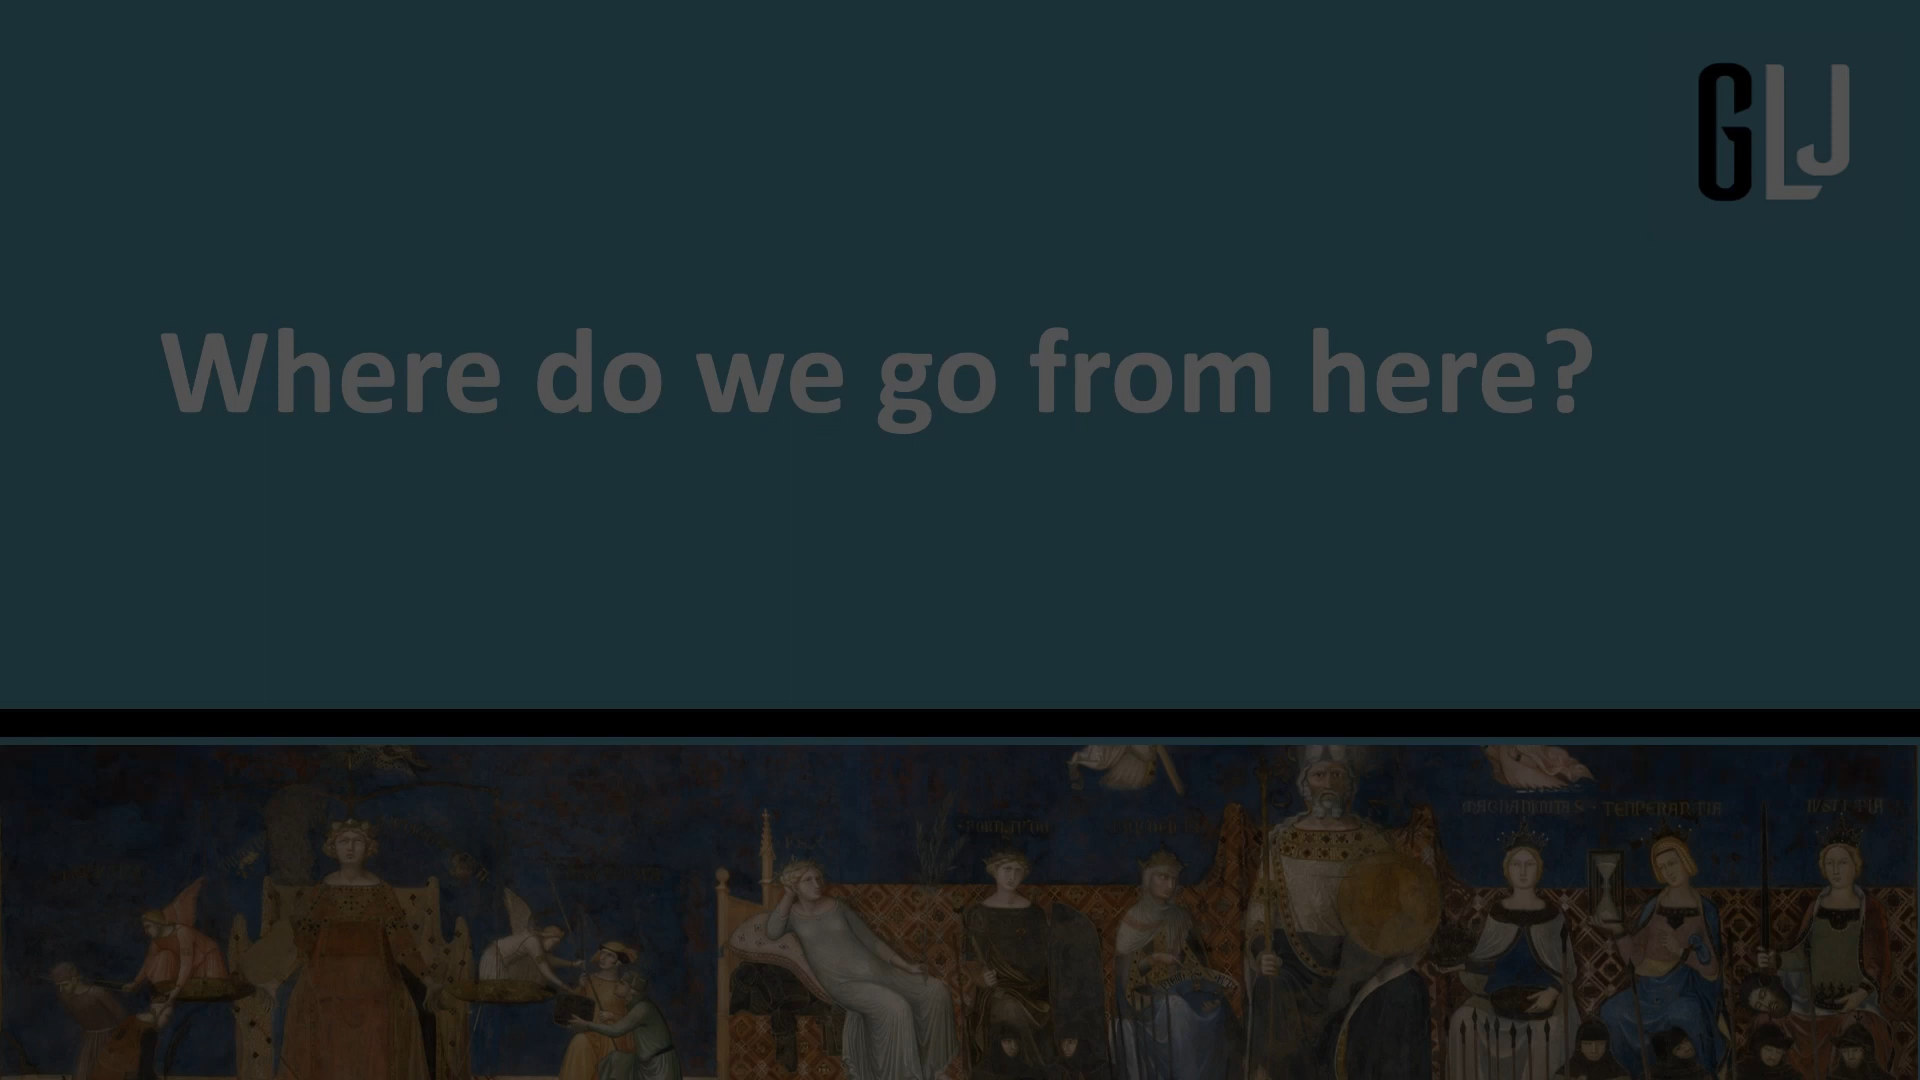 GLJ
Where do we go from here?
MAGNANIMITAS · TEMPERANTIA
IVSTITIA